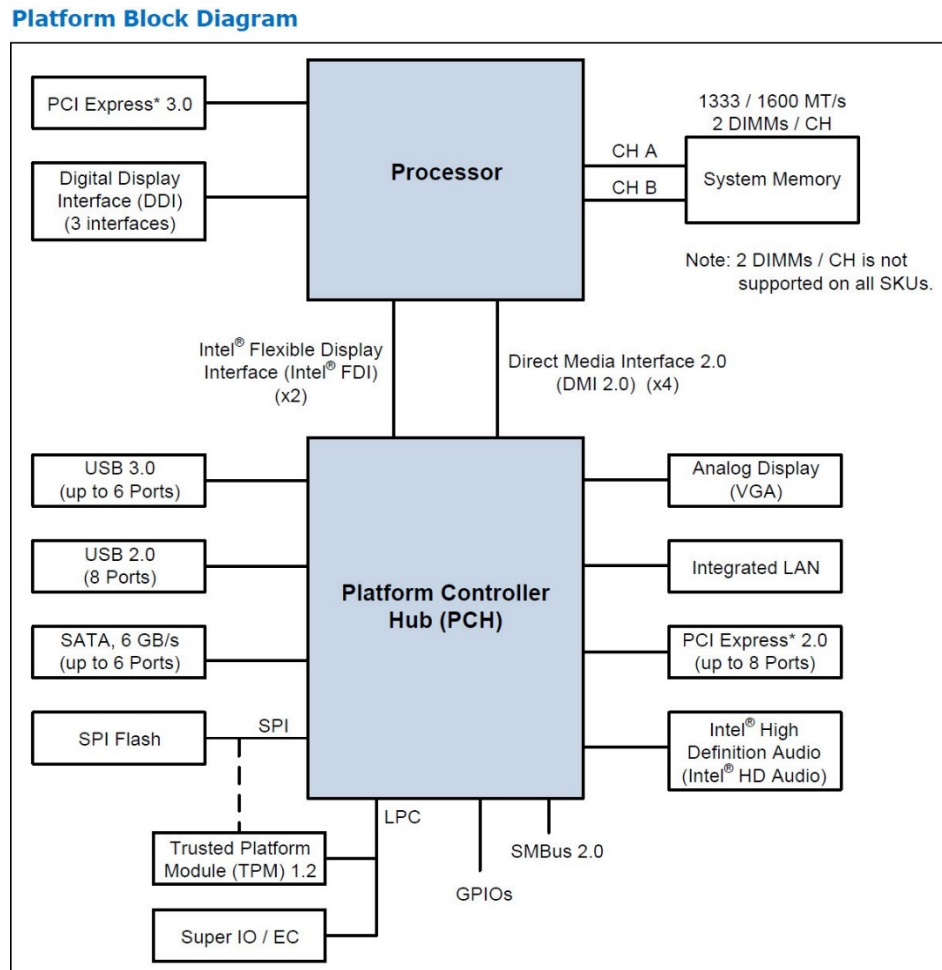 Platform Block Diagram
PCI Express* 3.0
Digital Display
Interface (DDI)
(3 interfaces)
Processor
1333 / 1600 MT/s
2 DIMMs / CH
CH A
CH B
System Memory
Note: 2 DIMMs / CH is not
supported on all SKUs.
Intel® Flexible Display
Interface (Intel® FDI)
(x2)
Direct Media Interface 2.0
(DMI 2.0) (x4)
USB 3.0
(up to 6 Ports)
USB 2.0
(8 Ports)
SATA, 6 GB/s
(up to 6 Ports)
SPI Flash
SPI
Platform Controller
Hub (PCH)
Analog Display
(VGA)
Integrated LAN
PCI Express* 2.0
(up to 8 Ports)
Intel® High
Definition Audio
(Intel® HD Audio)
LPC
Trusted Platform
Module (TPM) 1.2
Super IO / EC
SMBus 2.0
GPIOs